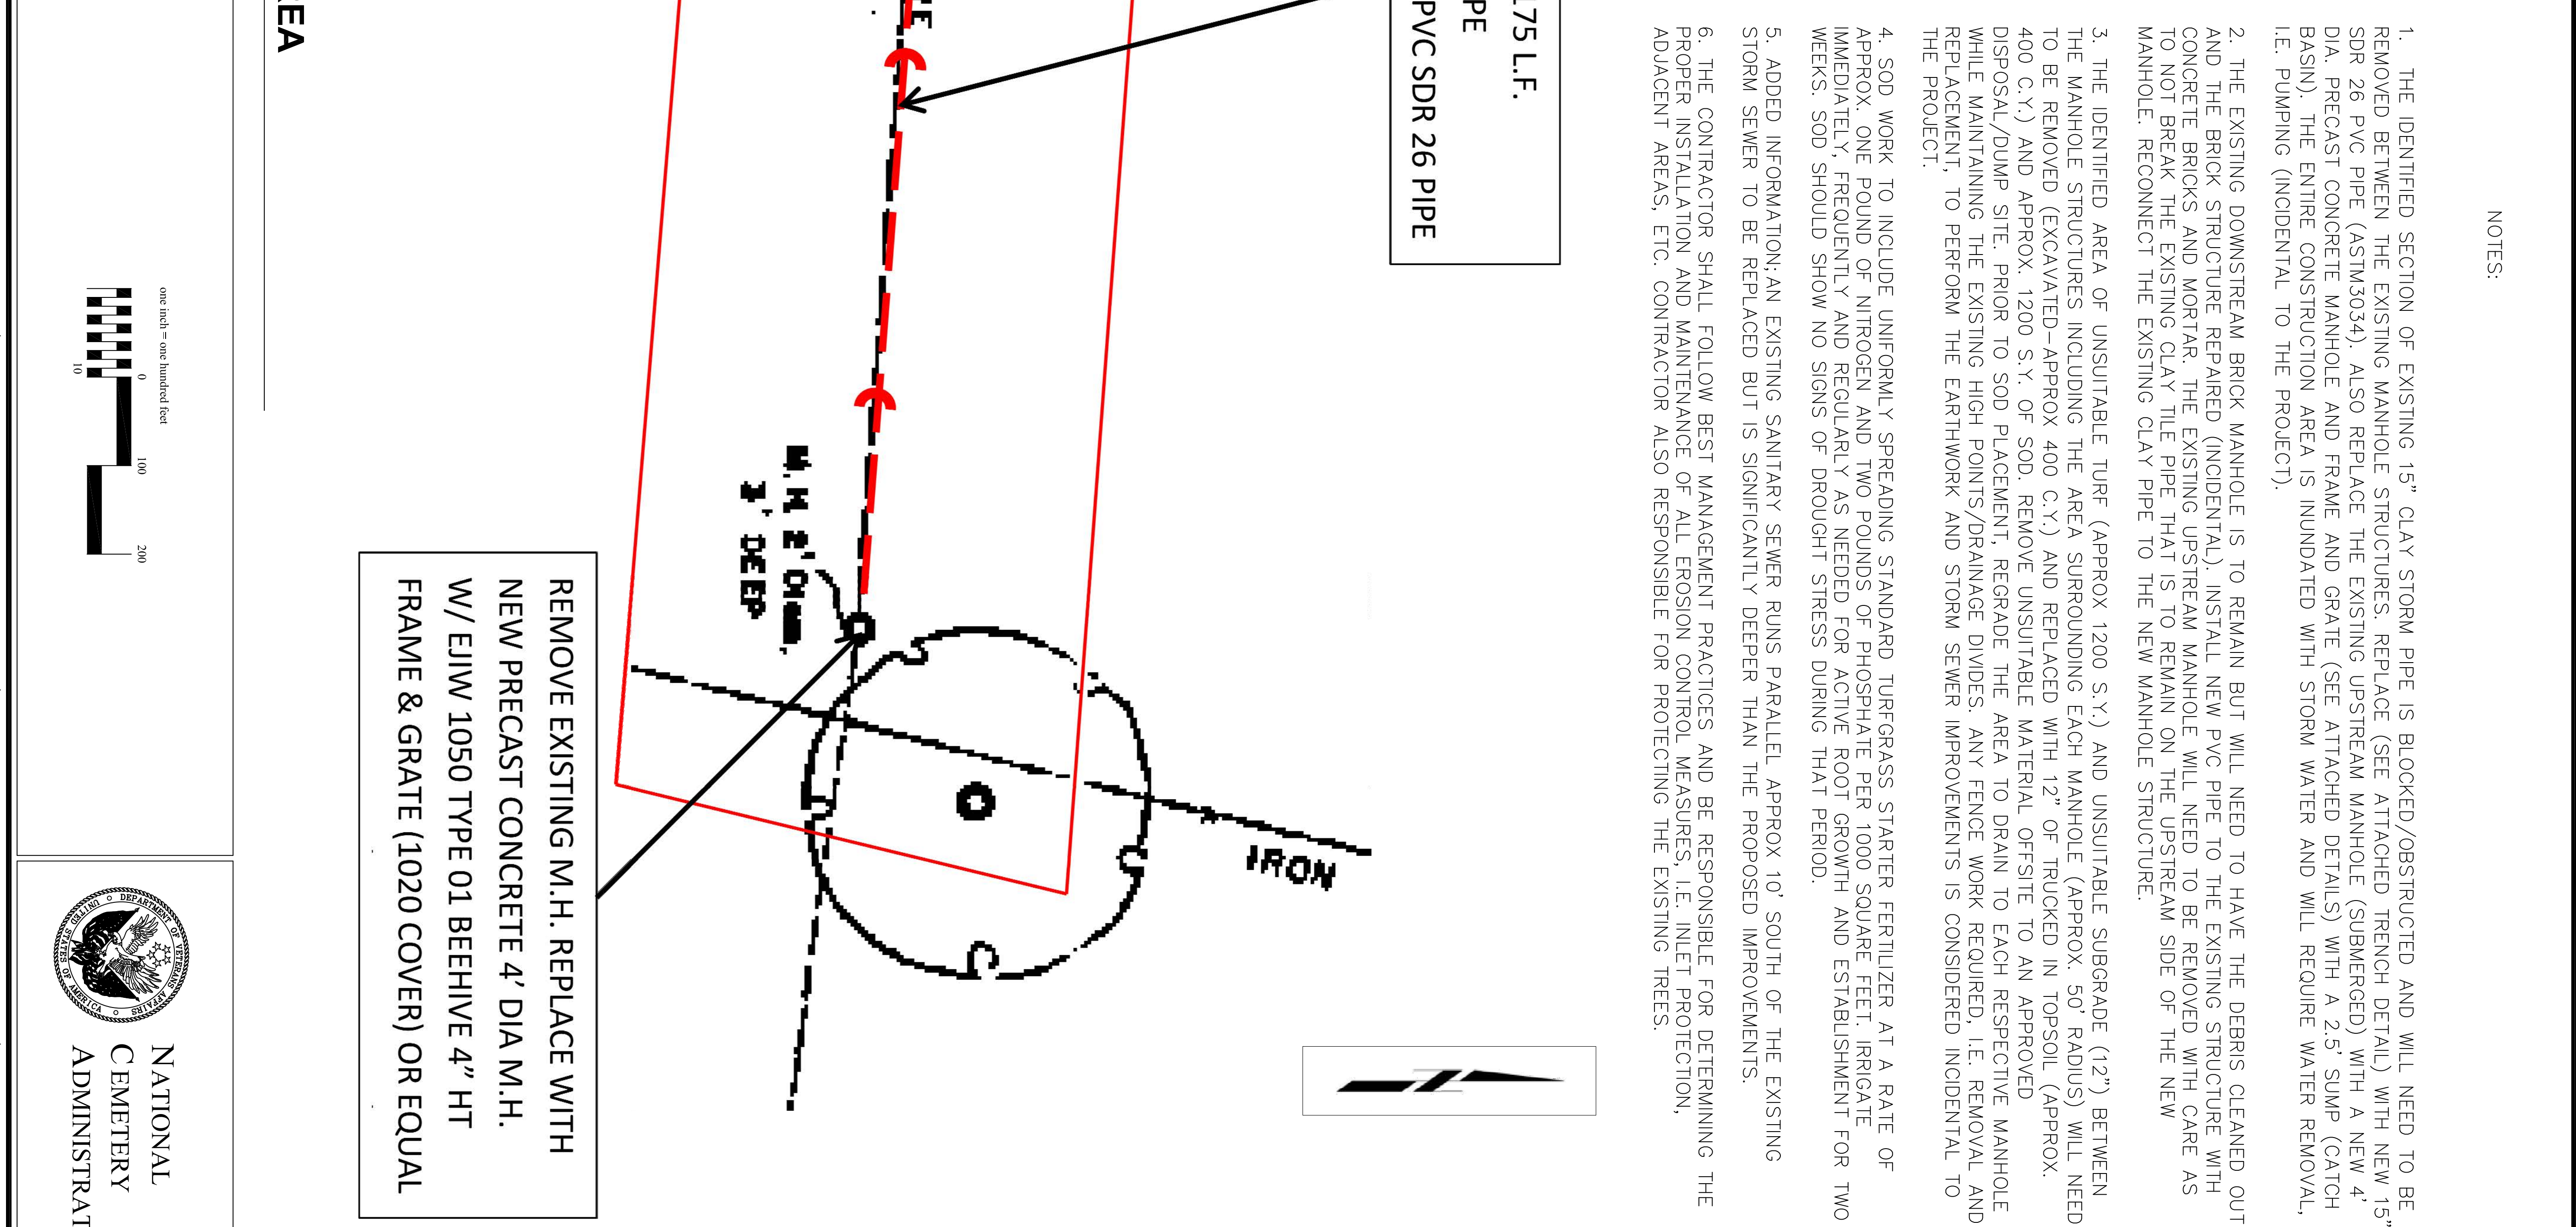 NOTES:
1. THE IDENTIFIED SECTION OF EXISTING 15" CLAY STORM PIPE IS BLOCKED/OBSTRUCTED AND WILL NEED TO BE
REMOVED BETWEEN THE EXISTING MANHOLE STRUCTURES. REPLACE (SEE ATTACHED TRENCH DETAIL) WITH NEW 15"
SDR 26 PVC PIPE (ASTM3034). ALSO REPLACE THE EXISTING UPSTREAM MANHOLE (SUBMERGED) WITH A NEW 4'
DIA. PRECAST CONCRETE MANHOLE AND FRAME AND GRATE (SEE ATTACHED DETAILS) WITH A 2.5' SUMP (CATCH
BASIN). THE ENTIRE CONSTRUCTION AREA IS INUNDATED WITH STORM WATER AND WILL REQUIRE WATER REMOVAL,
I.E. PUMPING (INCIDENTAL TO THE PROJECT).
2. THE EXISTING DOWNSTREAM BRICK MANHOLE IS TO REMAIN BUT WILL NEED TO HAVE THE DEBRIS CLEANED OUT
AND THE BRICK STRUCTURE REPAIRED (INCIDENTAL). INSTALL NEW PVC PIPE TO THE EXISTING STRUCTURE WITH
CONCRETE BRICKS AND MORTAR. THE EXISTING UPSTREAM MANHOLE WILL NEED TO BE REMOVED WITH CARE AS
TO NOT BREAK THE EXISTING CLAY TILE PIPE THAT IS TO REMAIN ON THE UPSTREAM SIDE OF THE NEW
MANHOLE. RECONNECT THE EXISTING CLAY PIPE TO THE NEW MANHOLE STRUCTURE.
3. THE IDENTIFIED AREA OF UNSUITABLE TURF (APPROX 1200 S.Y.) AND UNSUITABLE SUBGRADE (12") BETWEEN
THE MANHOLE STRUCTURES INCLUDING THE AREA SURROUNDING EACH MANHOLE (APPROX. 50' RADIUS) WILL NEED
TO BE REMOVED (EXCAVATED-APPROX 400 C.Y.) AND REPLACED WITH 12" OF TRUCKED IN TOPSOIL (APPROX.
400 C.Y.) AND APPROX. 1200 S.Y. OF SOD. REMOVE UNSUITABLE MATERIAL OFFSITE TO AN APPROVED
DISPOSAL/DUMP SITE. PRIOR TO SOD PLACEMENT, REGRADE THE AREA TO DRAIN TO EACH RESPECTIVE MANHOLE
WHILE MAINTAINING THE EXISTING HIGH POINTS/DRAINAGE DIVIDES. ANY FENCE WORK REQUIRED, I.E. REMOVAL AND
REPLACEMENT, TO PERFORM THE EARTHWORK AND STORM SEWER IMPROVEMENTS IS CONSIDERED INCIDENTAL TO
THE PROJECT.
4. SOD WORK TO INCLUDE UNIFORMLY SPREADING STANDARD TURFGRASS STARTER FERTILIZER AT A RATE OF
APPROX. ONE POUND OF NITROGEN AND TWO POUNDS OF PHOSPHATE PER 1000 SQUARE FEET. IRRIGATE
IMMEDIATELY, FREQUENTLY AND REGULARLY AS NEEDED FOR ACTIVE ROOT GROWTH AND ESTABLISHMENT FOR TWO
WEEKS. SOD SHOULD SHOW NO SIGNS OF DROUGHT STRESS DURING THAT PERIOD.
5. ADDED INFORMATION;AN EXISTING SANITARY SEWER RUNS PARALLEL APPROX 10' SOUTH OF THE EXISTING
STORM SEWER TO BE REPLACED BUT IS SIGNIFICANTLY DEEPER THAN THE PROPOSED IMPROVEMENTS.
6. THE CONTRACTOR SHALL FOLLOW BEST MANAGEMENT PRACTICES AND BE RESPONSIBLE FOR DETERMINING THE
PROPER INSTALLATION AND MAINTENANCE OF ALL EROSION CONTROL MEASURES, I.E. INLET PROTECTION,
ADJACENT AREAS, ETC. CONTRACTOR ALSO RESPONSIBLE FOR PROTECTING THE EXISTING TREES.
175 L.F.
PE
PVC SDR 26 PIPE
IRON
M.H 2'DIA.
3' DEEP
REMOVE EXISTING M.H. REPLACE WITH
NEW PRECAST CONCRETE 4' DIA M.H.
W/ EJIW 1050 TYPE 01 BEEHIVE 4" HT
FRAME & GRATE (1020 COVER) OR EQUAL
EA
one inch = one hundred feet
0 100 200
10
DEPARTMENT OF VETERANS AFFAIRS
UNITED STATES OF AMERICA
NATIONAL
CEMETERY
ADMINISTRAT